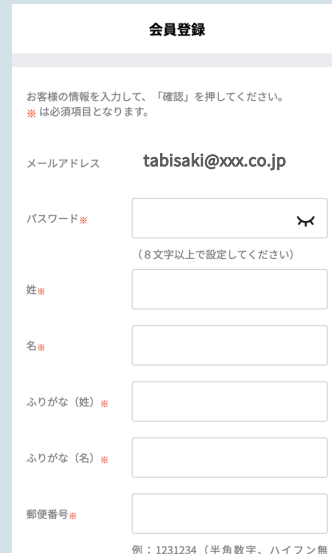 会員登録
お客様の情報を入力して、「確認」を押してください。
※ は必須項目となります。
メールアドレス tabisaki@xxx.co.jp
パスワード※
（８文字以上で設定してください）
姓※
名※
ふりがな（姓）※
ふりがな（名）※
郵便番号※
例：1231234（半角数字、ハイフン無